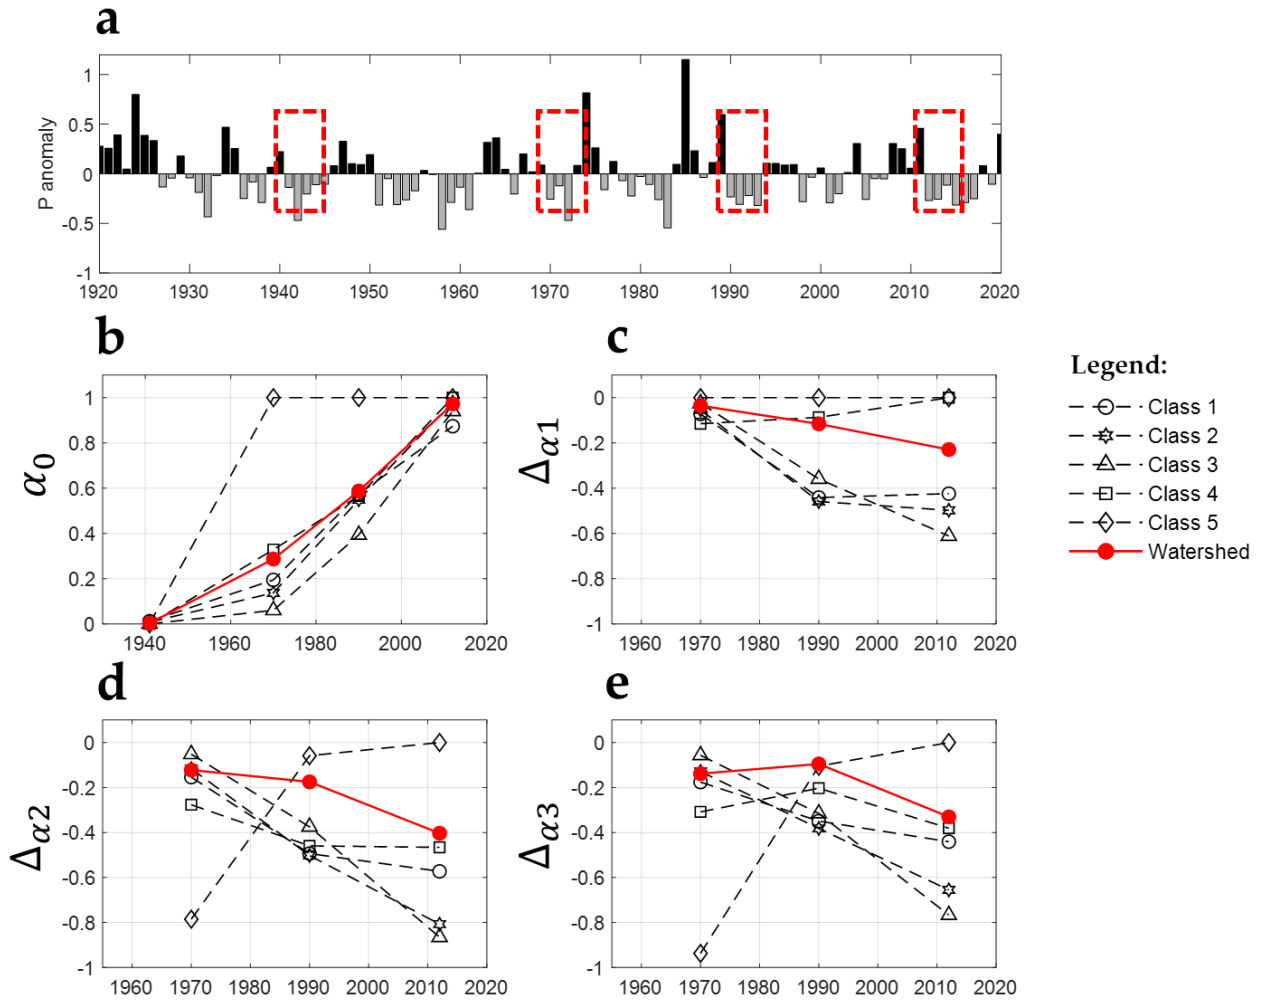 a
P anomaly
1
0.5
0
-0.5
-1
1920 1930 1940 1950 1960 1970 1980 1990 2000 2010 2020
b
α0
1
0.8
0.6
0.4
0.2
0
1940 1960 1980 2000 2020
c
Δα1
0
-0.2
-0.4
-0.6
-0.8
-1
1960 1970 1980 1990 2000 2010 2020
Legend:
Class 1
Class 2
Class 3
Class 4
Class 5
Watershed
d
Δα2
0
-0.2
-0.4
-0.6
-0.8
-1
1960 1970 1980 1990 2000 2010 2020
e
Δα3
0
-0.2
-0.4
-0.6
-0.8
-1
1960 1970 1980 1990 2000 2010 2020